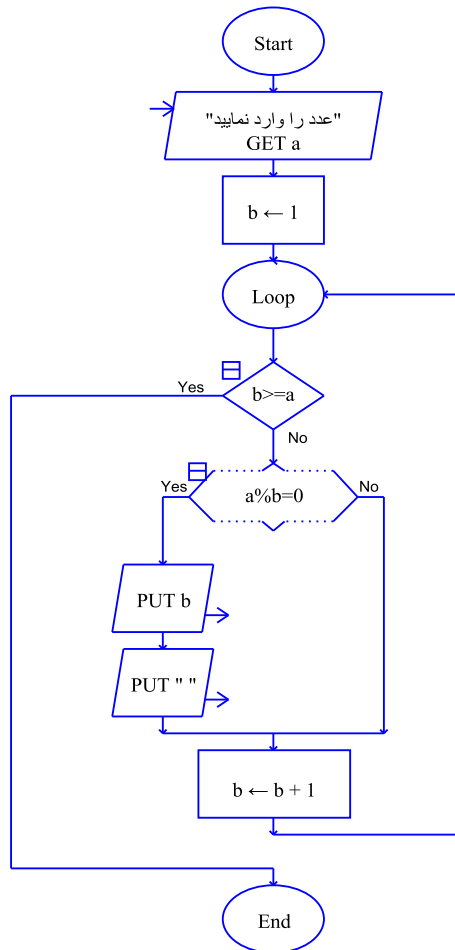 Start
"عدد را وارد نمایید"
GET a
b ← 1
Loop
b>=a
Yes
No
a%b=0
Yes
No
PUT b
PUT " "
b ← b + 1
End